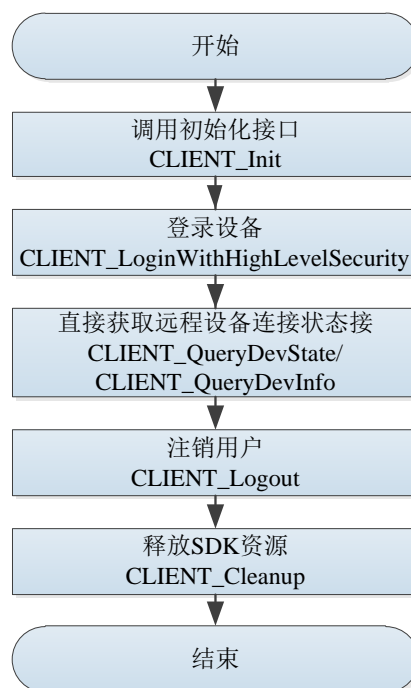 开始
调用初始化接口
CLIENT_Init
登录设备
CLIENT_LoginWithHighLevelSecurity
直接获取远程设备连接状态接
CLIENT_QueryDevState/
CLIENT_QueryDevInfo
注销用户
CLIENT_Logout
释放SDK资源
CLIENT_Cleanup
结束